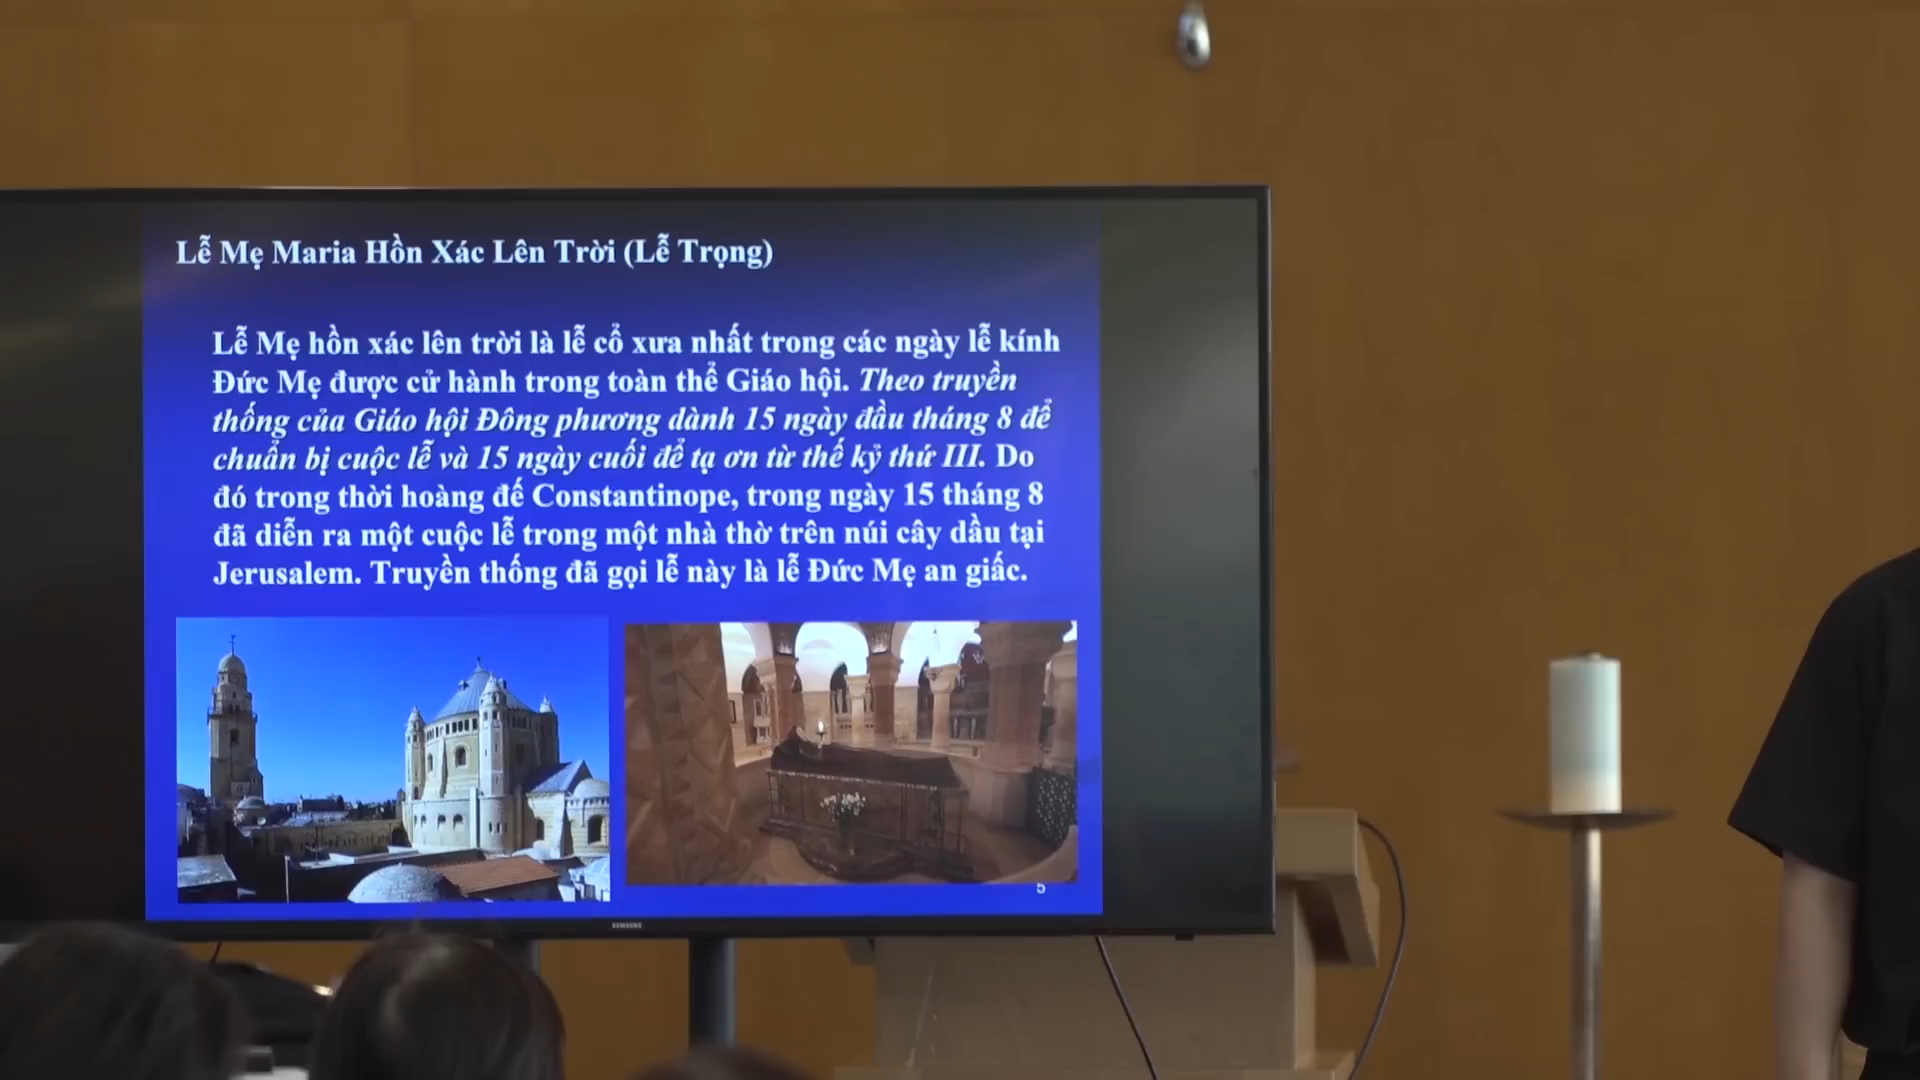 Lễ Mẹ Maria Hồn Xác Lên Trời (Lễ Trọng)
Lễ Mẹ hồn xác lên trời là lễ cổ xưa nhất trong các ngày lễ kính
Đức Mẹ được cử hành trong toàn thể Giáo hội. Theo truyền
thống của Giáo hội Đông phương dành 15 ngày đầu tháng 8 để
chuẩn bị cuộc lễ và 15 ngày cuối để tạ ơn từ thế kỷ thứ III. Do
đó trong thời hoàng đế Constantinope, trong ngày 15 tháng 8
đã diễn ra một cuộc lễ trong một nhà thờ trên núi cây dầu tại
Jerusalem. Truyền thống đã gọi lễ này là lễ Đức Mẹ an giấc.
5
SAMSUNG